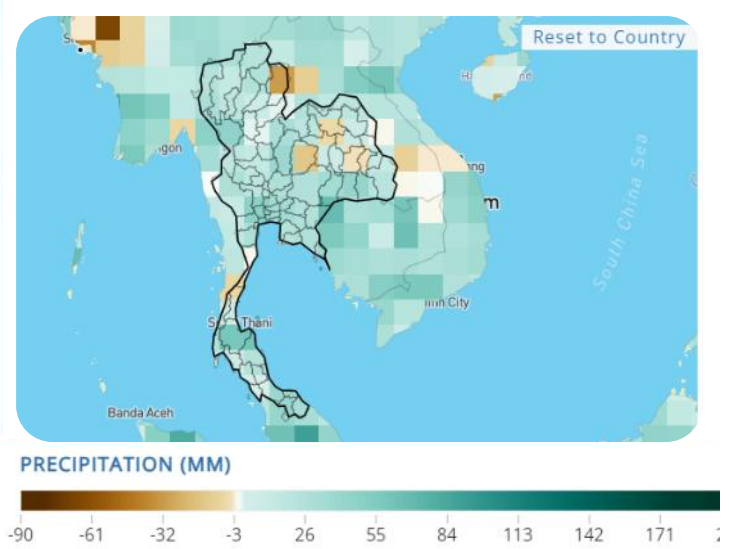 Reset to Country
South China Sea
Thani
Banda Aceh
PRECIPITATION (MM)
-90 -61 -32 -3 26 55 84 113 142 171